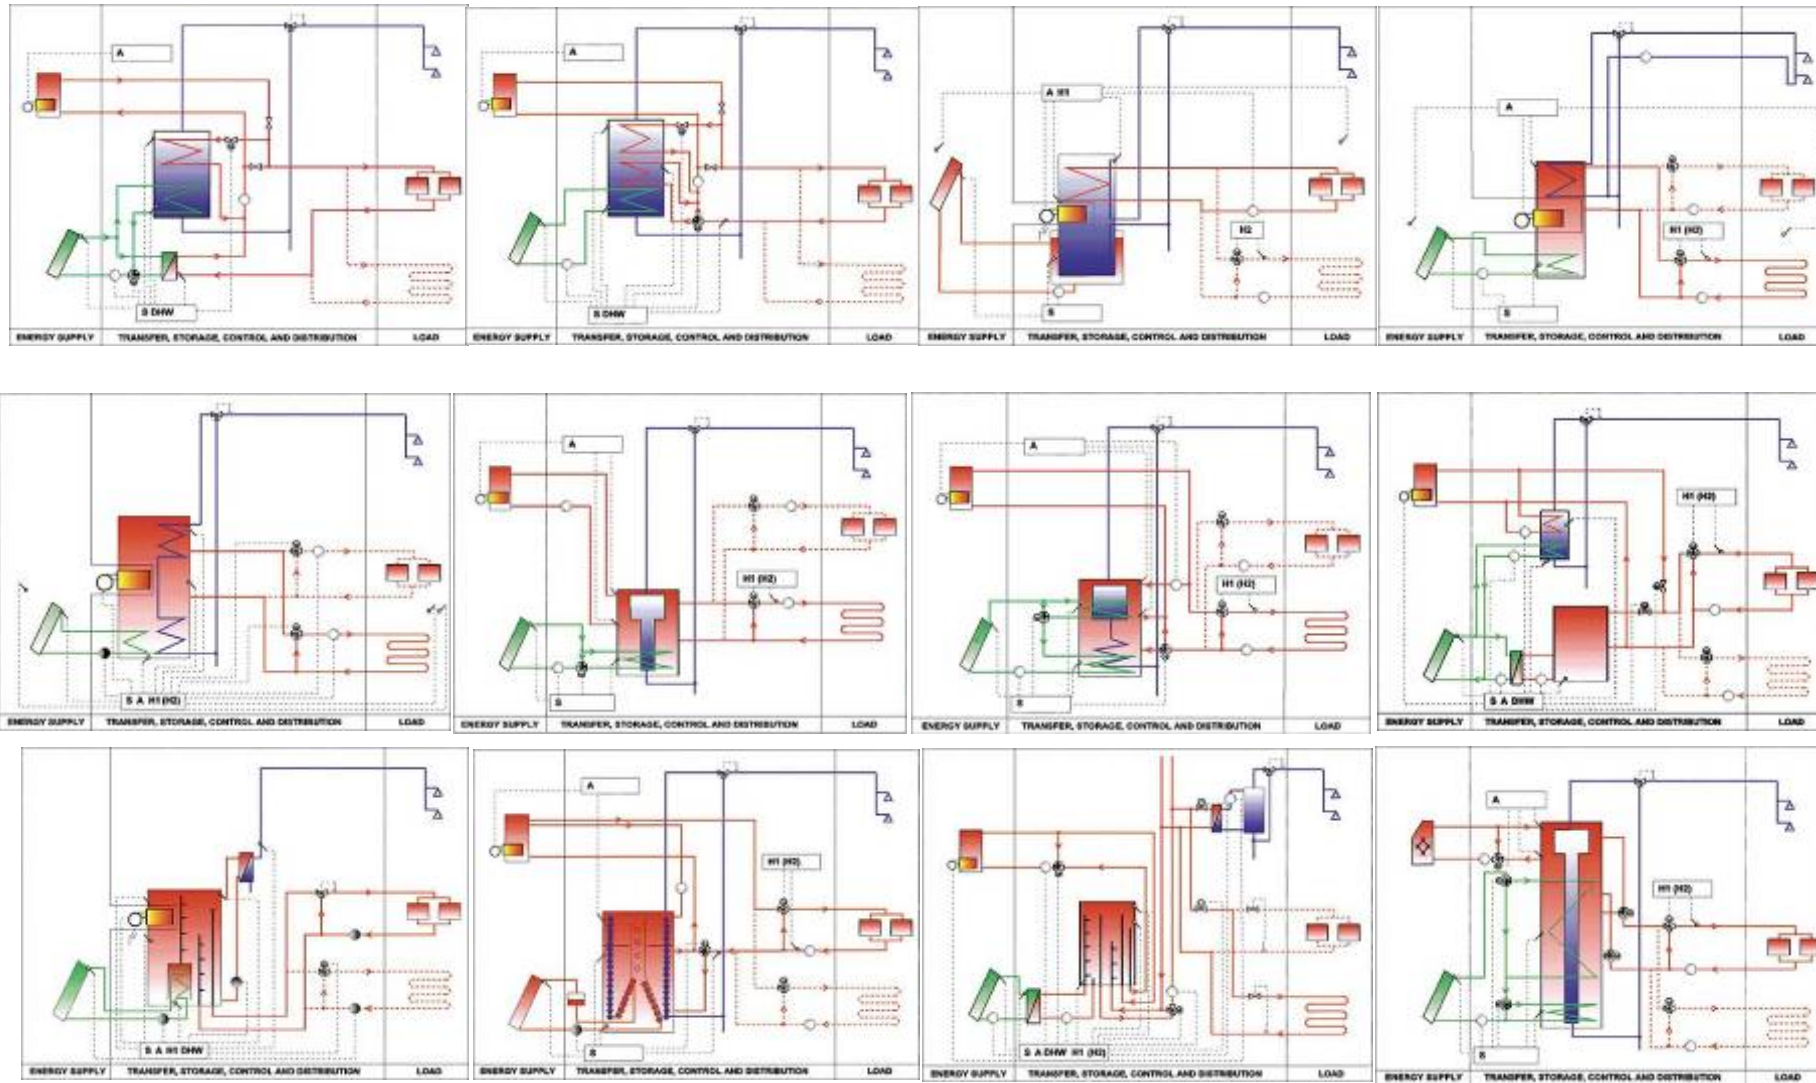 A
S DHW
ENERGY SUPPLY TRANSFER, STORAGE, CONTROL AND DISTRIBUTION LOAD
A
S DHW
ENERGY SUPPLY TRANSFER, STORAGE, CONTROL AND DISTRIBUTION LOAD
A H1
H2
S
ENERGY SUPPLY TRANSFER, STORAGE, CONTROL AND DISTRIBUTION LOAD
A
H1 (H2)
S
ENERGY SUPPLY TRANSFER, STORAGE, CONTROL AND DISTRIBUTION LOAD
S A H1 (H2)
ENERGY SUPPLY TRANSFER, STORAGE, CONTROL AND DISTRIBUTION LOAD
A
H1 (H2)
S
ENERGY SUPPLY TRANSFER, STORAGE, CONTROL AND DISTRIBUTION LOAD
A
H1 (H2)
S
ENERGY SUPPLY TRANSFER, STORAGE, CONTROL AND DISTRIBUTION LOAD
H1 (H2)
S A DHW
ENERGY SUPPLY TRANSFER, STORAGE, CONTROL AND DISTRIBUTION LOAD
S A H1 DHW
ENERGY SUPPLY TRANSFER, STORAGE, CONTROL AND DISTRIBUTION LOAD
A
H1 (H2)
S
ENERGY SUPPLY TRANSFER, STORAGE, CONTROL AND DISTRIBUTION LOAD
S A DHW H1 (H2)
ENERGY SUPPLY TRANSFER, STORAGE, CONTROL AND DISTRIBUTION LOAD
A
H1 (H2)
S
ENERGY SUPPLY TRANSFER, STORAGE, CONTROL AND DISTRIBUTION LOAD